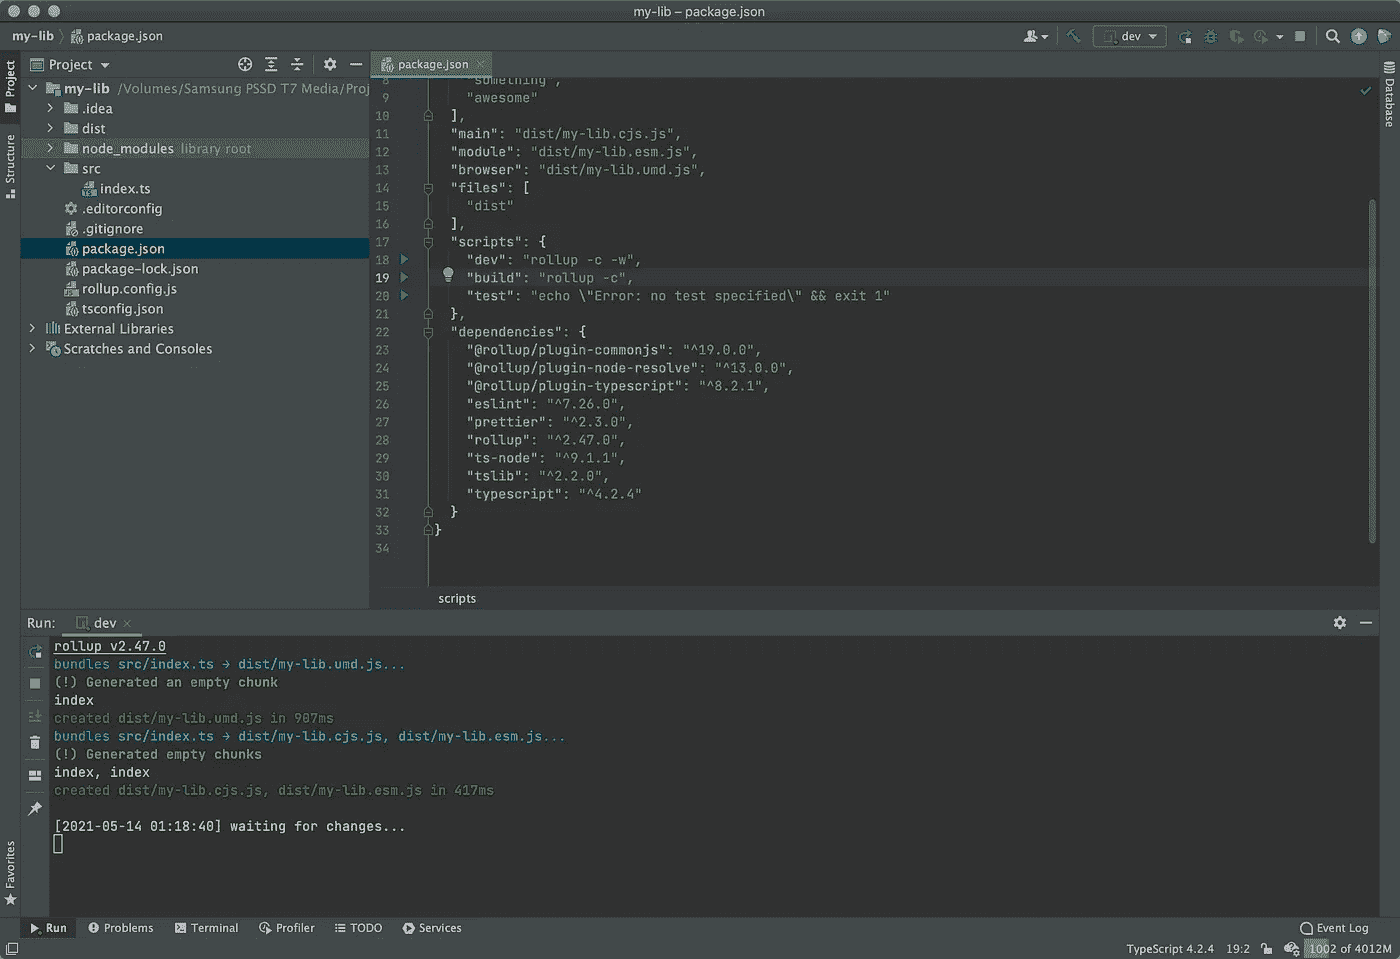 my-lib – package.json
my-lib
package.json
dev
Project
package.json
Project
Structure
Favorites
Database
my-lib /Volumes/Samsung PSSD T7 Media/Proj
.idea
dist
node_modules library root
src
index.ts
.editorconfig
.gitignore
package.json
package-lock.json
rollup.config.js
tsconfig.json
External Libraries
Scratches and Consoles
8 "something",
9 "awesome"
10 ],
11 "main": "dist/my-lib.cjs.js",
12 "module": "dist/my-lib.esm.js",
13 "browser": "dist/my-lib.umd.js",
14 "files": [
15 "dist"
16 ],
17 "scripts": {
18 "dev": "rollup -c -w",
19 "build": "rollup -c",
20 "test": "echo \"Error: no test specified\" && exit 1"
21 },
22 "dependencies": {
23 "@rollup/plugin-commonjs": "^19.0.0",
24 "@rollup/plugin-node-resolve": "^13.0.0",
25 "@rollup/plugin-typescript": "^8.2.1",
26 "eslint": "^7.26.0",
27 "prettier": "^2.3.0",
28 "rollup": "^2.47.0",
29 "ts-node": "^9.1.1",
30 "tslib": "^2.2.0",
31 "typescript": "^4.2.4"
32 }
33 }
34
scripts
Run: dev
rollup v2.47.0
bundles src/index.ts → dist/my-lib.umd.js...
(!) Generated an empty chunk
index
created dist/my-lib.umd.js in 907ms
bundles src/index.ts → dist/my-lib.cjs.js, dist/my-lib.esm.js...
(!) Generated empty chunks
index, index
created dist/my-lib.cjs.js, dist/my-lib.esm.js in 417ms
[2021-05-14 01:18:40] waiting for changes...
Run Problems Terminal Profiler TODO Services Event Log
TypeScript 4.2.4 19:2 1002 of 4012M